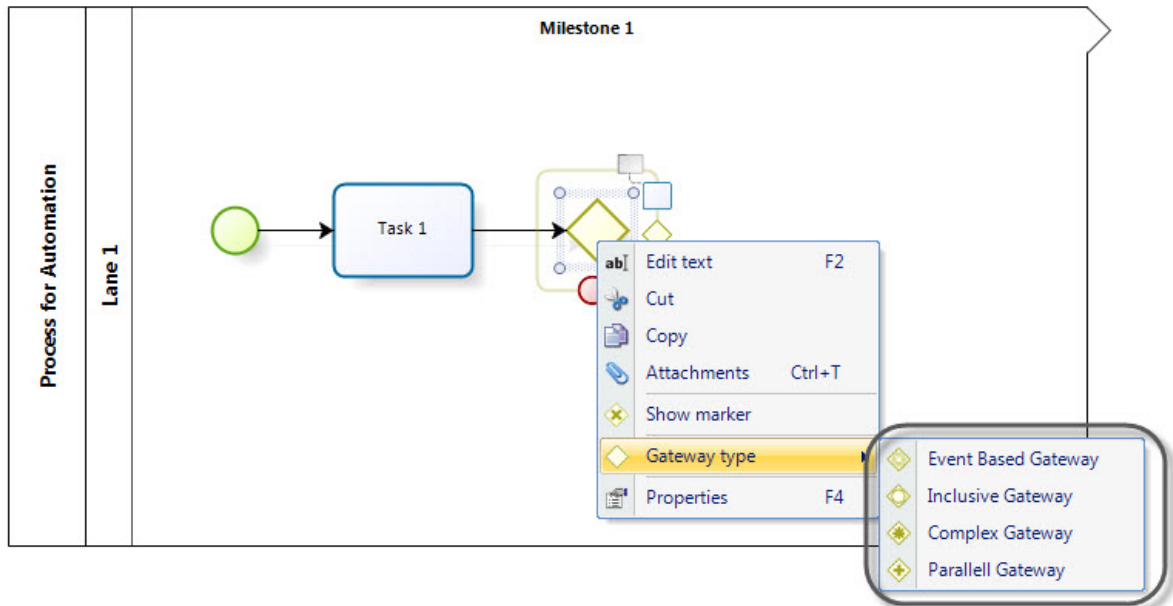 Milestone 1
Process for Automation
Lane 1
Task 1
ab Edit text F2
Cut
Copy
Attachments Ctrl+T
Show marker
Gateway type
Properties F4
Event Based Gateway
Inclusive Gateway
Complex Gateway
Parallell Gateway